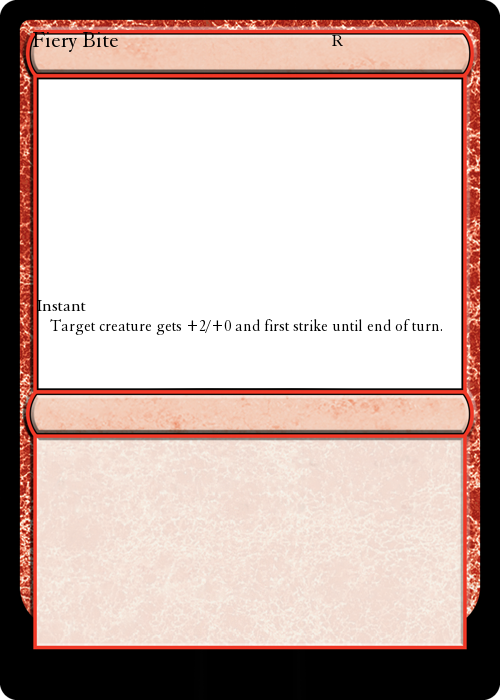 Fiery Bite R
Instant
Target creature gets +2/+0 and first strike until end of turn.